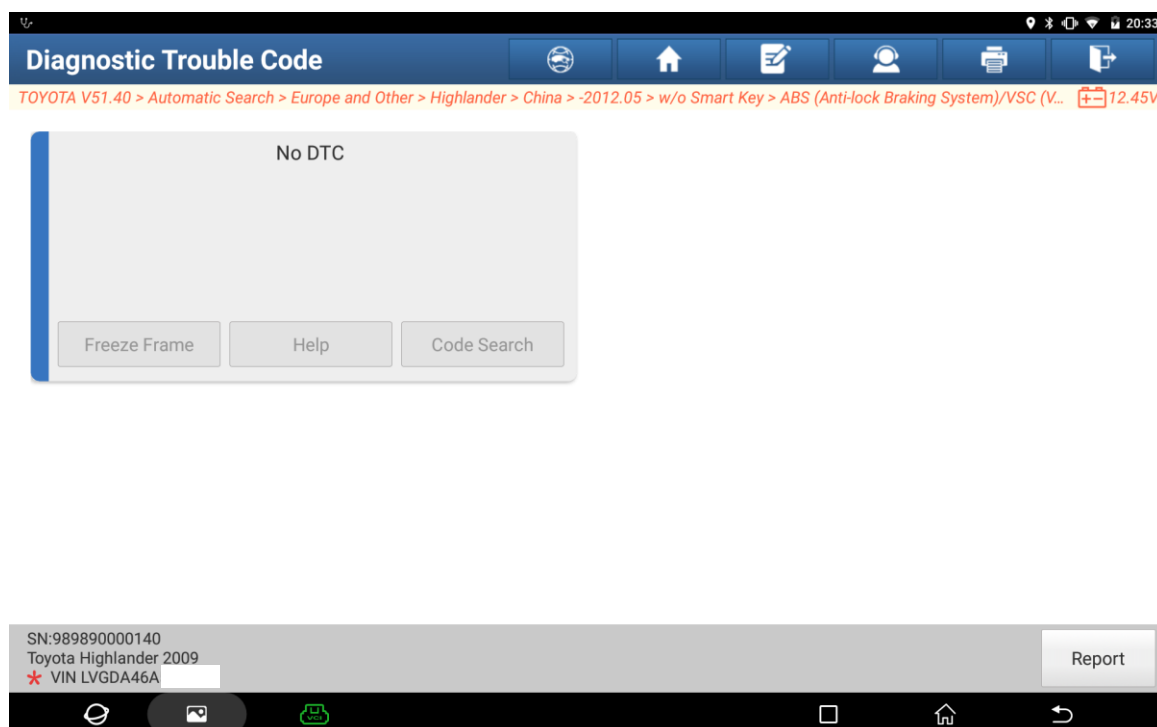 20:33
Diagnostic Trouble Code
TOYOTA V51.40 > Automatic Search > Europe and Other > Highlander > China > -2012.05 > w/o Smart Key > ABS (Anti-lock Braking System)/VSC (V... 12.45V
No DTC
Freeze Frame Help Code Search
SN:989890000140
Toyota Highlander 2009
VIN LVGDA46A
Report
VCI